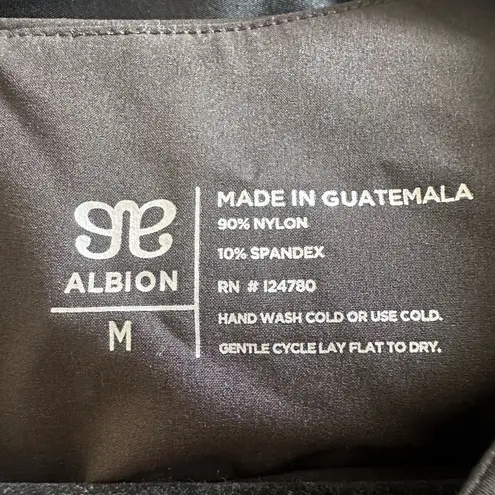 ALBION
M
MADE IN GUATEMALA
90% NYLON
10% SPANDEX
RN # 124780
HAND WASH COLD OR USE COLD.
GENTLE CYCLE LAY FLAT TO DRY.